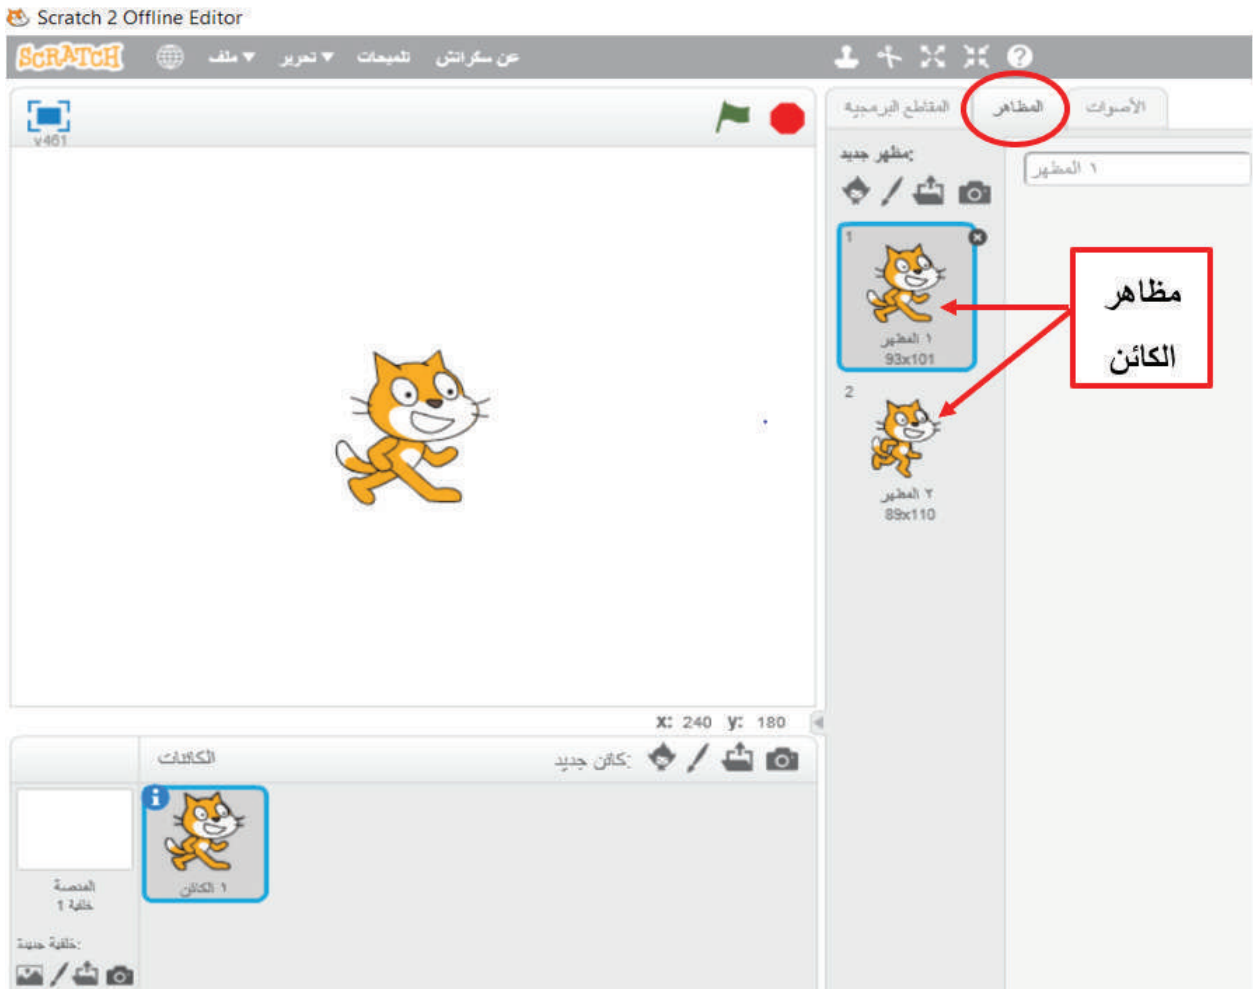 Scratch 2 Offline Editor
SCRATCH ملف تحرير تلميحات عن سكراتش
v461
المقاطع البرمجية المظاهر الأصوات
مظهر جديد:
١ المظهر
1
١ المظهر
93x101
مظاهر
الكائن
2
٢ المظهر
89x110
x: 240 y: 180
الكائنات
كائن جديد:
١ الكائن
المنصة
خلفية 1
خلفية جديدة: